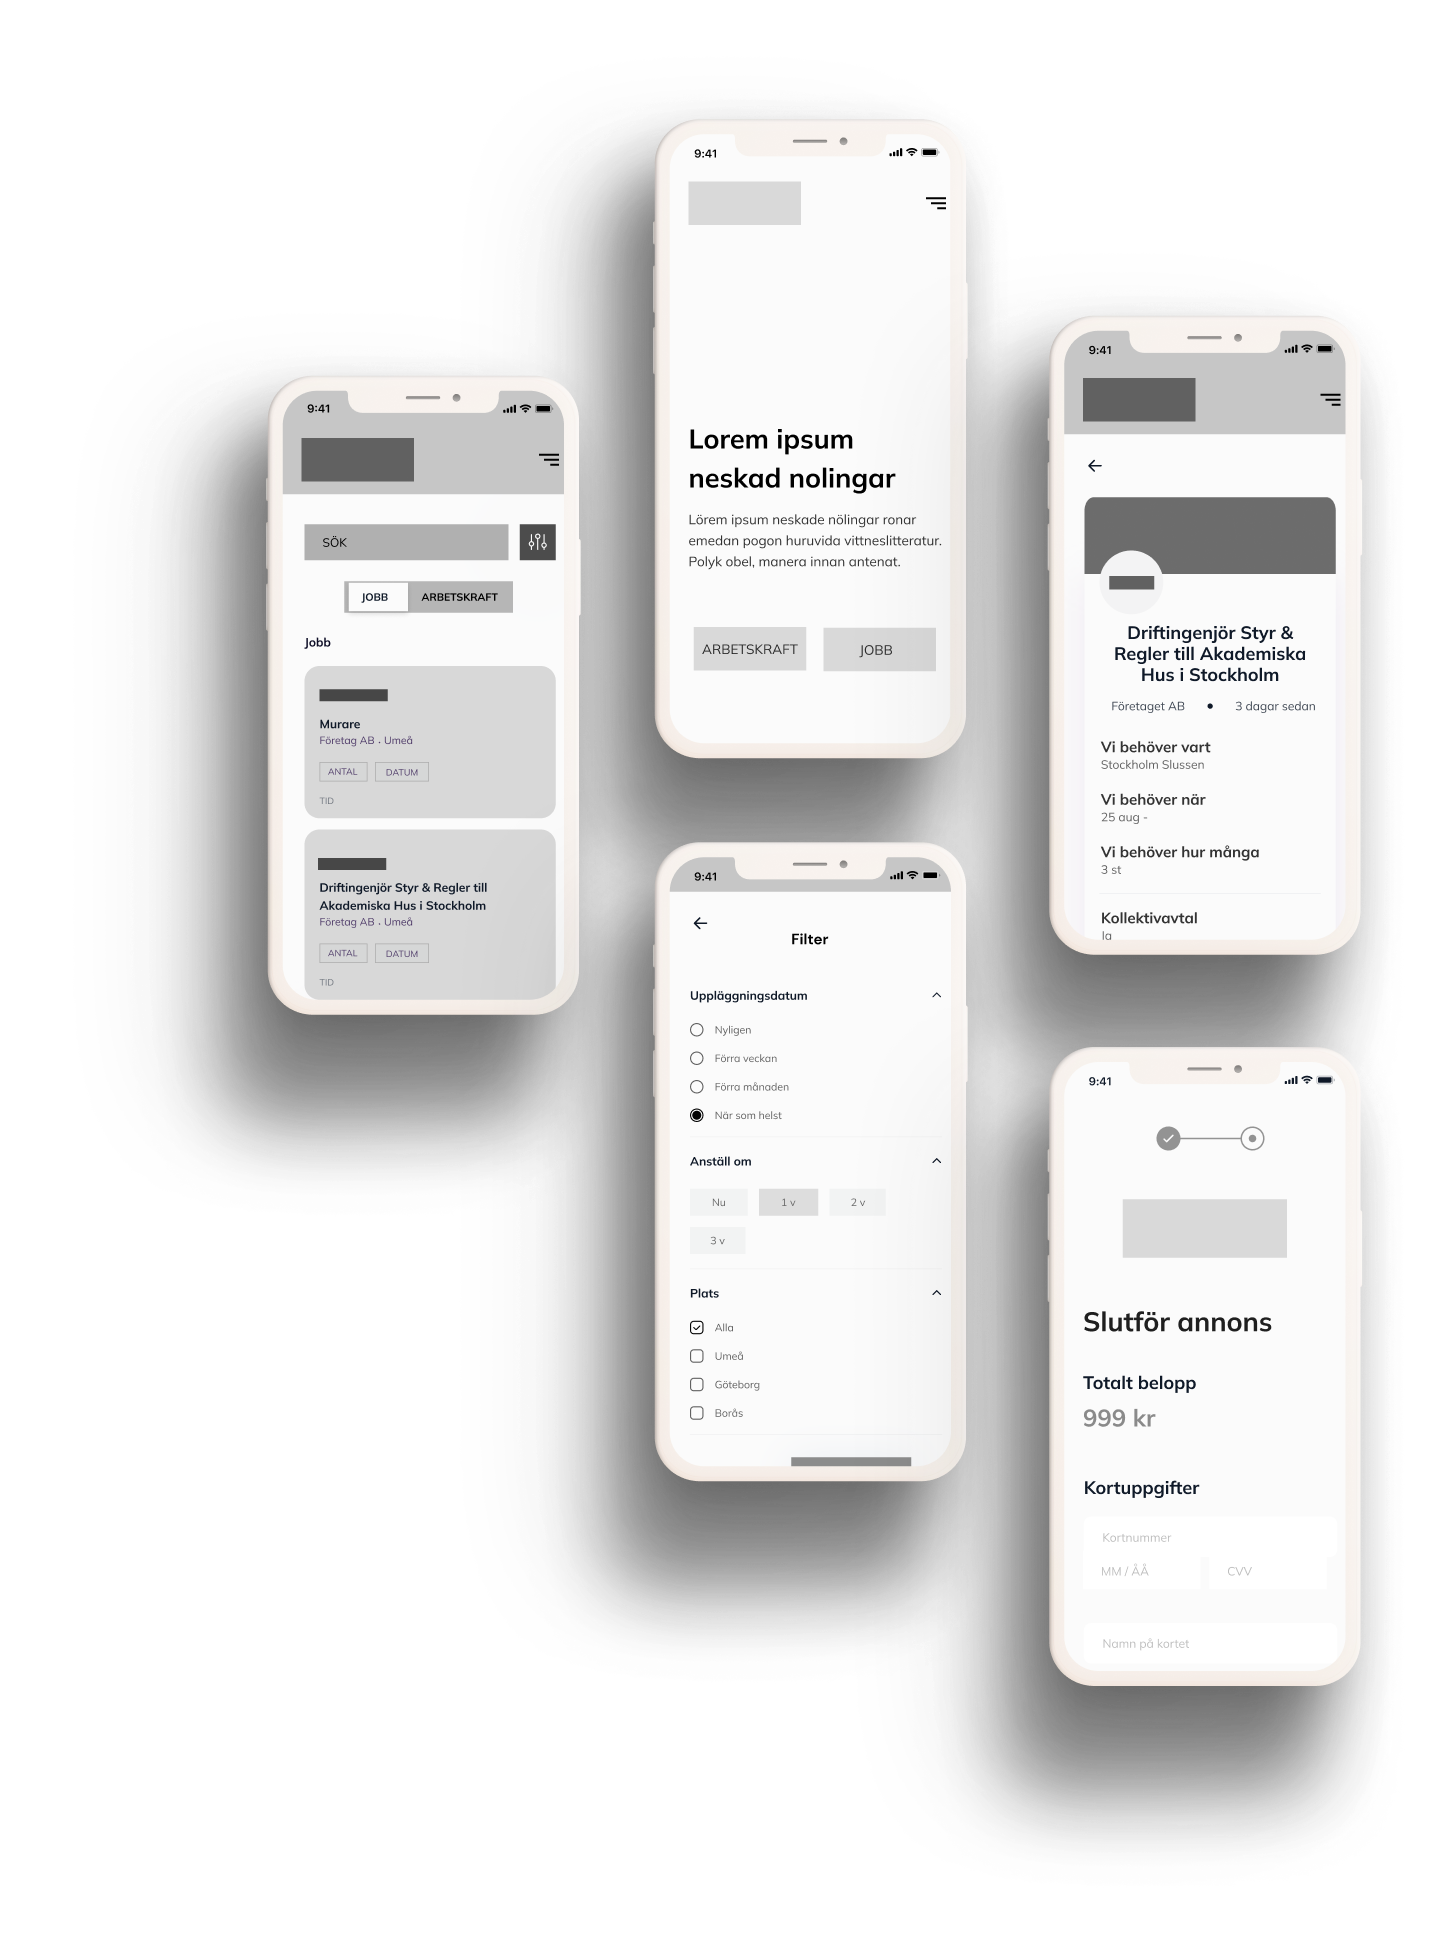 9:41
SÖK
JOBB
ARBETSKRAFT
Jobb
Murare
Företag AB . Umeå
ANTAL
DATUM
TID
Driftingenjör Styr & Regler till
Akademiska Hus i Stockholm
Företag AB . Umeå
ANTAL
DATUM
TID
9:41
Lorem ipsum
neskad nolingar
Lörem ipsum neskade nölingar ronar
emedan pogon huruvida vittneslitteratur.
Polyk obel, manera innan antenat.
ARBETSKRAFT
JOBB
9:41
Filter
Uppläggningsdatum
Nyligen
Förra veckan
Förra månaden
När som helst
Anställ om
Nu
1 v
2 v
3 v
Plats
Alla
Umeå
Göteborg
Borås
9:41
Driftingenjör Styr &
Regler till Akademiska
Hus i Stockholm
Företaget AB • 3 dagar sedan
Vi behöver vart
Stockholm Slussen
Vi behöver när
25 aug -
Vi behöver hur många
3 st
Kollektivavtal
Ja
9:41
Slutför annons
Totalt belopp
999 kr
Kortuppgifter
Kortnummer
MM / ÅÅ
CVV
Namn på kortet